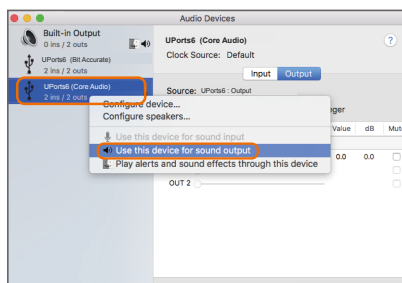 Audio Devices
Built-in Output
0 ins / 2 outs
UPorts6 (Bit Accurate)
2 ins / 2 outs
UPorts6 (Core Audio)
2 ins / 2 outs
UPorts6 (Core Audio)
?
Clock Source: Default
Input Output
Source: UPorts6 : Output
Value dB Mute
Configure device...
Configure speakers...
Use this device for sound input
Use this device for sound output
Play alerts and sound effects through this device
0.0 0.0
OUT 2